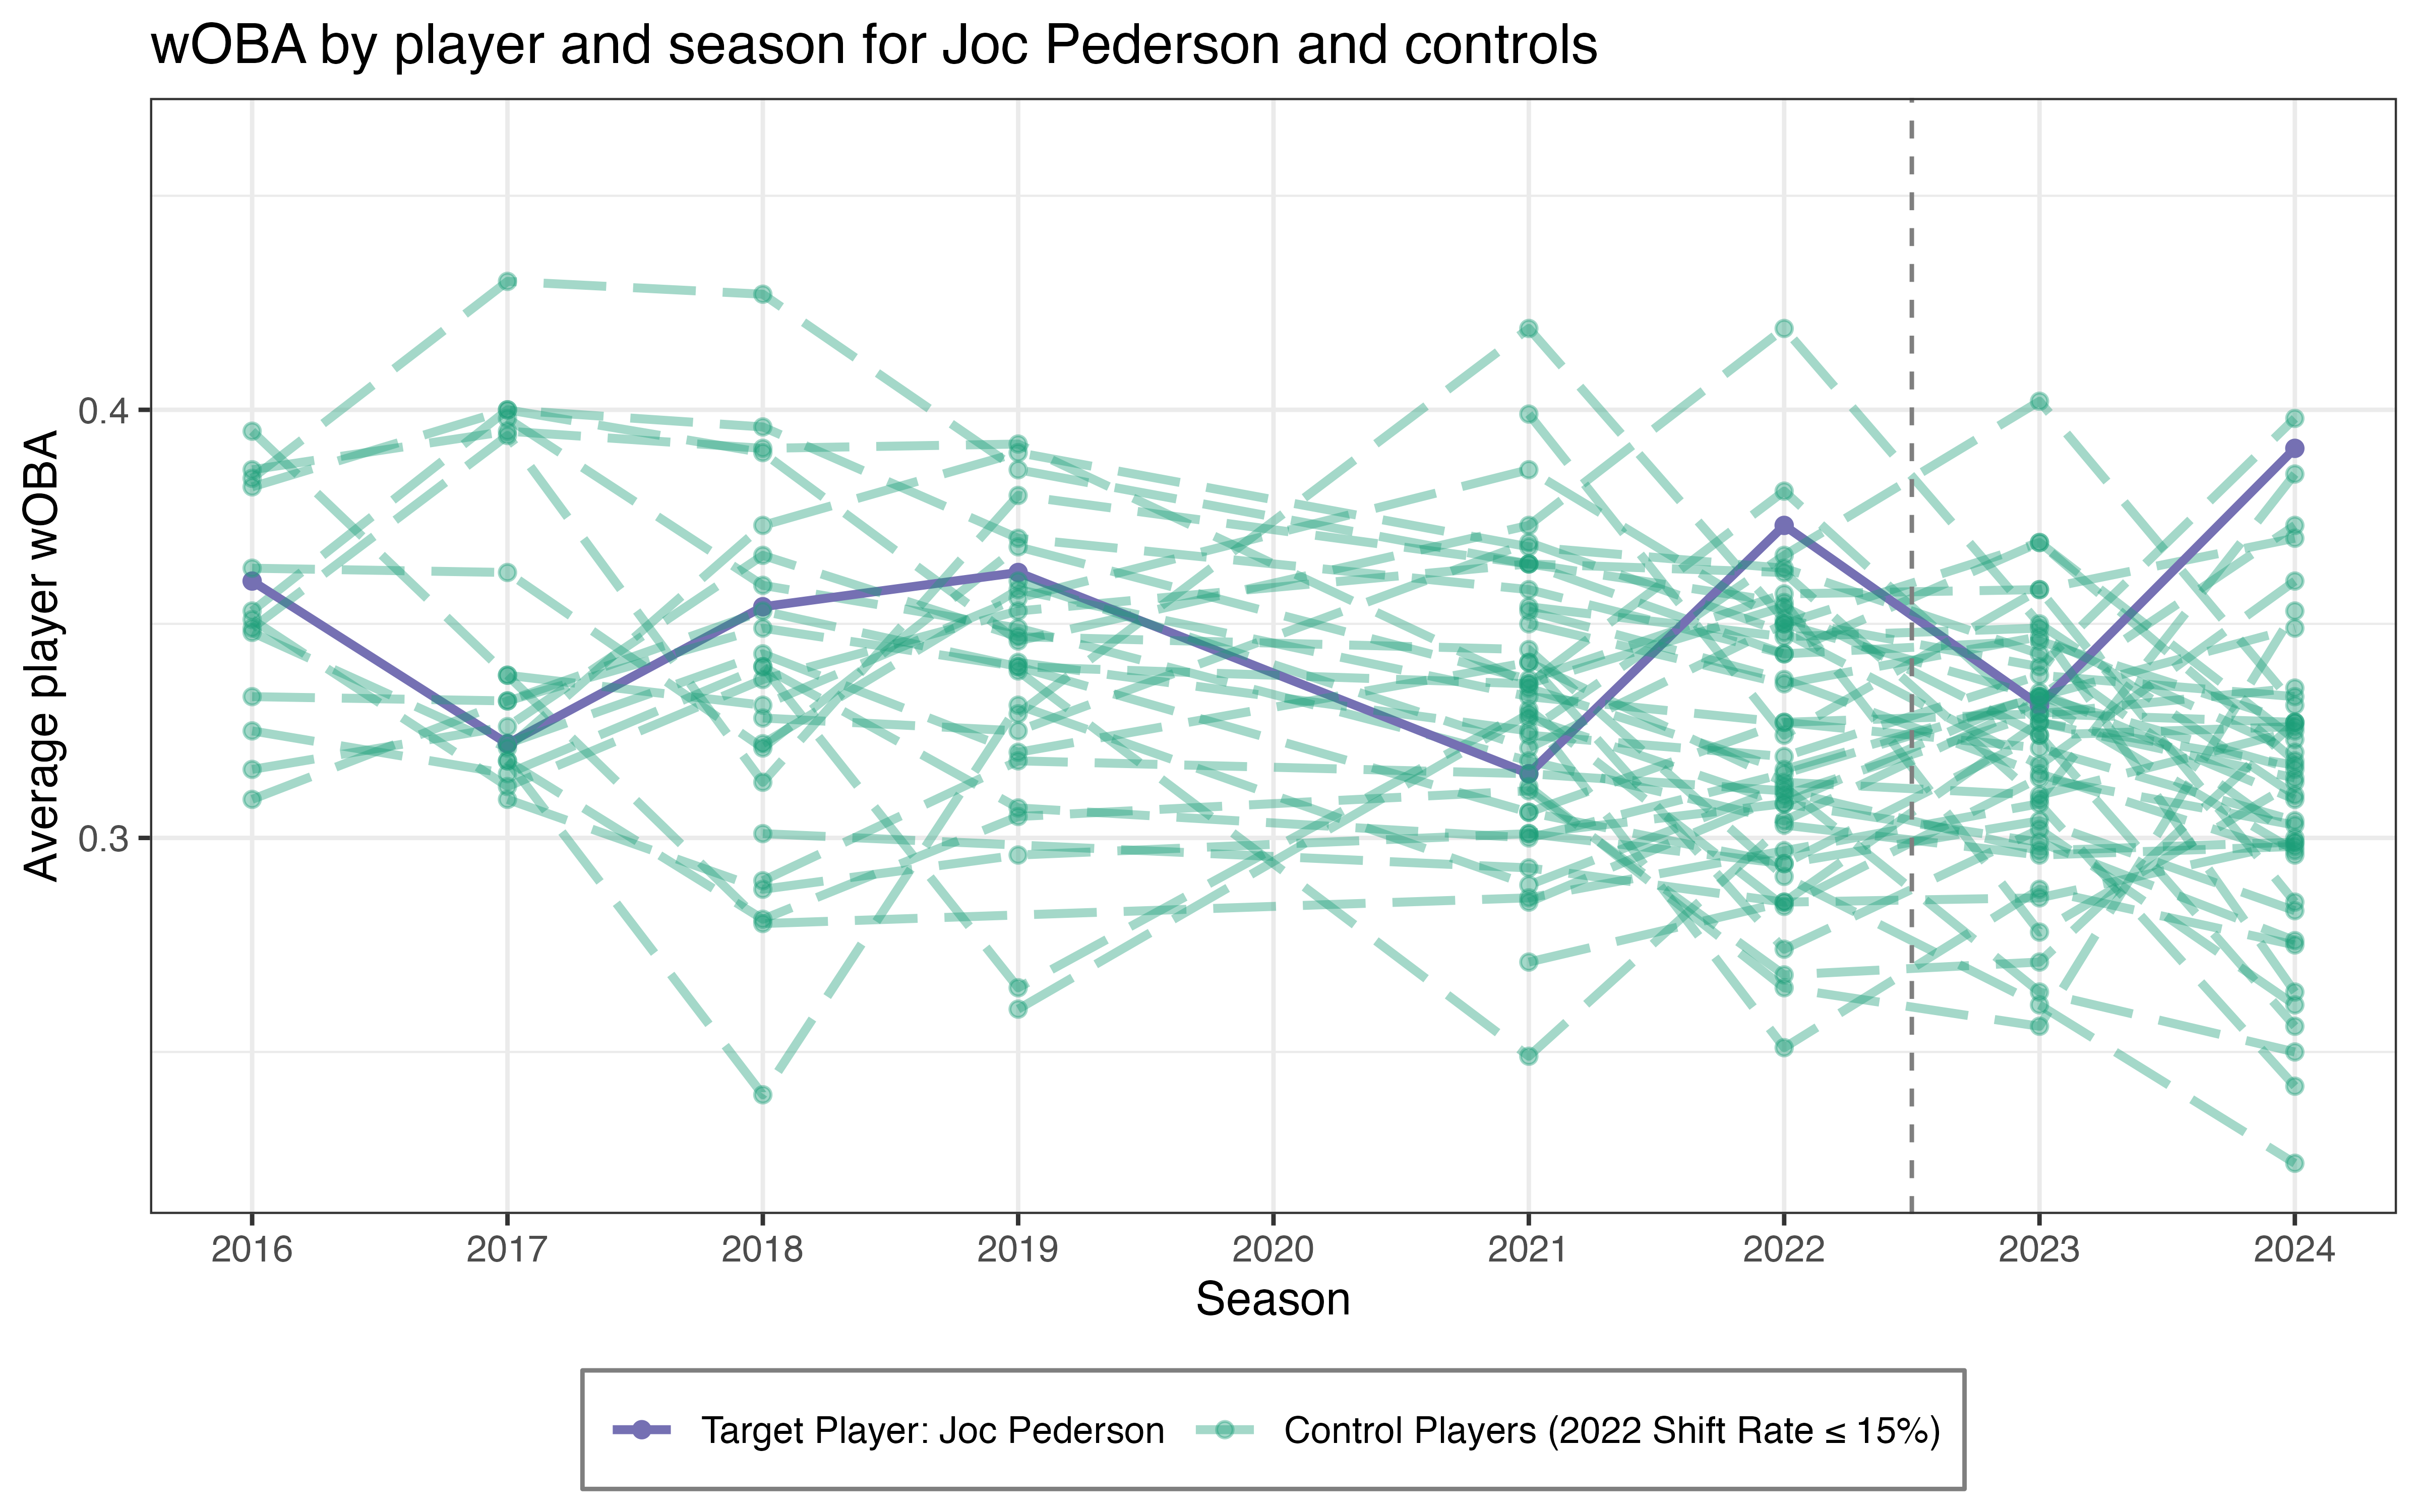 wOBA by player and season for Joc Pederson and controls
Average player wOBA
0.4
0.3
2016 2017 2018 2019 2020 2021 2022 2023 2024
Season
Target Player: Joc Pederson Control Players (2022 Shift Rate ≤ 15%)